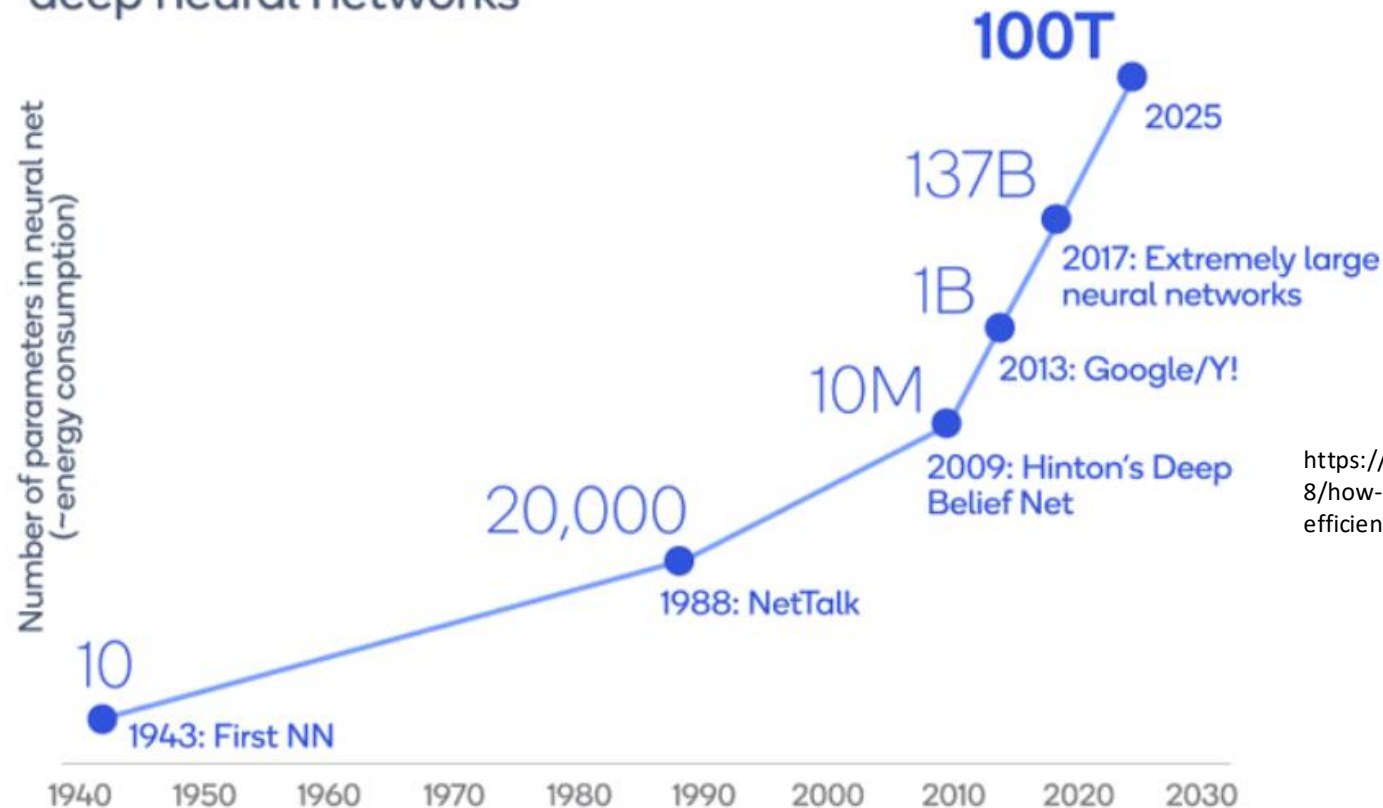 deep neural networks
100T
2025
137B
2017: Extremely large
neural networks
1B
2013: Google/Y!
10M
2009: Hinton's Deep
Belief Net
https://
8/how-
efficien
20,000
1988: NetTalk
10
1943: First NN
Number of parameters in neural net
(~energy consumption)
1940 1950 1960 1970 1980 1990 2000 2010 2020 2030